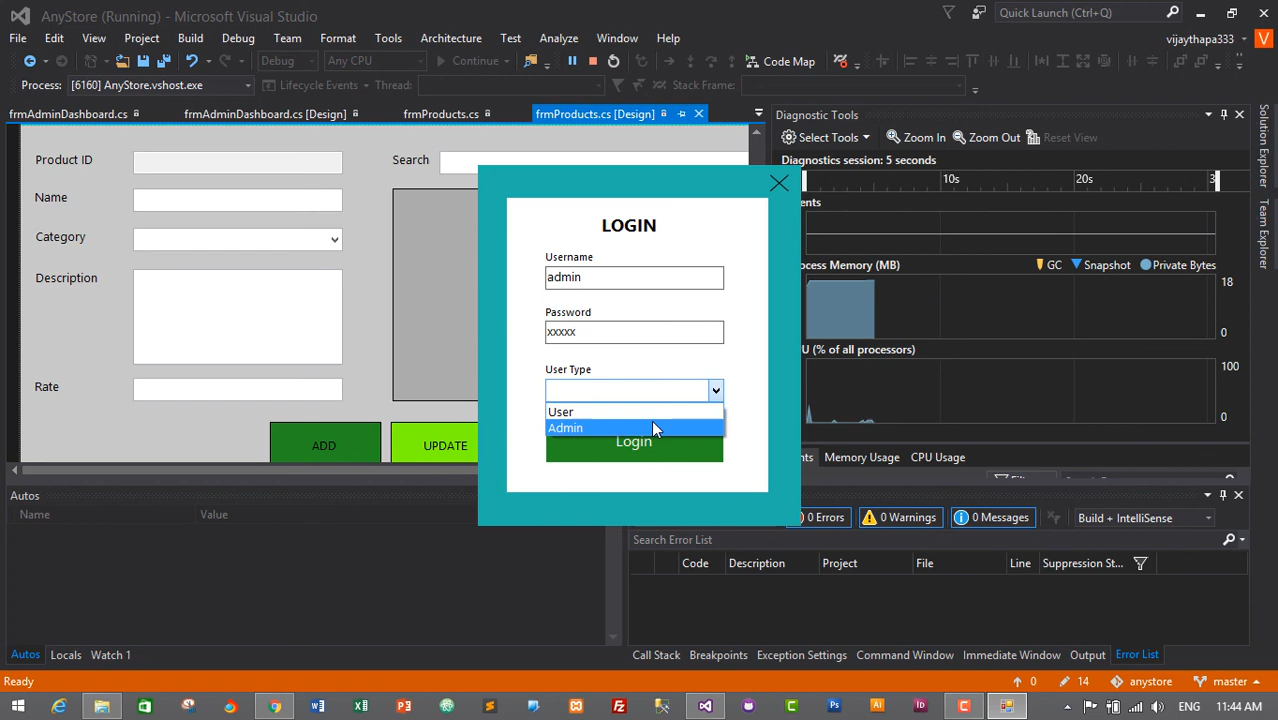 AnyStore (Running) - Microsoft Visual Studio
Quick Launch (Ctrl+Q)
File Edit View Project Build Debug Team Format Tools Architecture Test Analyze Window Help
vijaythapa333 V
Debug Any CPU Continue Code Map
Process: [6160] AnyStore.vshost.exe Lifecycle Events Thread: Stack Frame:
frmAdminDashboard.cs frmAdminDashboard.cs [Design] frmProducts.cs frmProducts.cs [Design]
Diagnostic Tools
Select Tools Zoom In Zoom Out Reset View
Diagnostics session: 5 seconds
10s 20s 3
ents
rocess Memory (MB) GC Snapshot Private Bytes
18
0
U (% of all processors)
100
0
nts Memory Usage CPU Usage
Solution Explorer
Team Explorer
Product ID
Search
Name
Category
Description
Rate
ADD
UPDATE
LOGIN
Username
admin
Password
xxxxx
User Type
User
Admin
Login
Autos
Name Value
0 Errors 0 Warnings 0 Messages Build + IntelliSense
Search Error List
Code Description Project File Line Suppression St...
Autos Locals Watch 1
Call Stack Breakpoints Exception Settings Command Window Immediate Window Output Error List
Ready
0 14 anystore master
ENG 11:44 AM